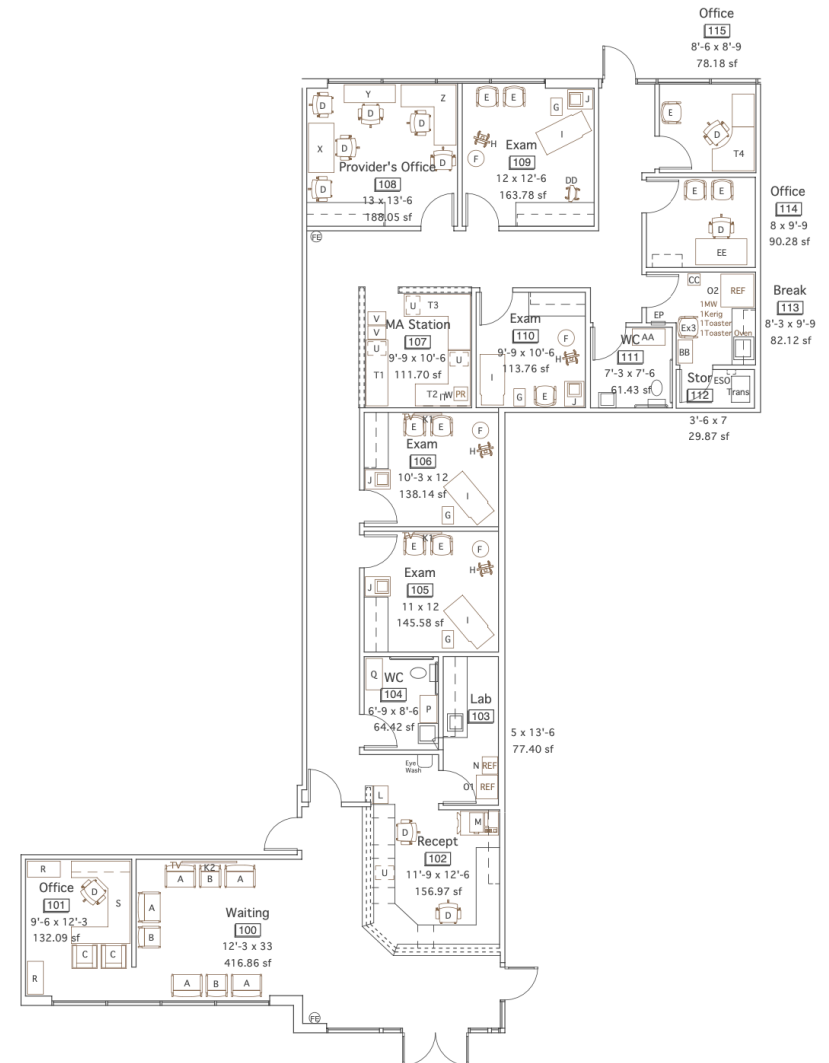 Office
115
8'-6 x 8'-9
78.18 sf
Y
Z
D
D
D
X
D
D
D
Provider's Office
108
13 x 13'-6
188.05 sf
E
E
G
J
H
F
I
Exam
109
12 x 12'-6
163.78 sf
DD
E
D
T4
E
E
D
EE
Office
114
8 x 9'-9
90.28 sf
FE
CC
O2
REF
1MW
1Kerig
1Toaster
1Toaster Oven
Break
113
8'-3 x 9'-9
82.12 sf
EP
Ex3
BB
U
T3
V
V
MA Station
107
9'-9 x 10'-6
111.70 sf
U
U
T1
T2
PR
Exam
110
9'-9 x 10'-6
113.76 sf
F
H
I
G
E
J
WC
AA
111
7'-3 x 7'-6
61.43 sf
Stor
112
ESO
Trans
3'-6 x 7
29.87 sf
E
E
F
H
Exam
106
10'-3 x 12
138.14 sf
J
I
G
E
E
F
H
Exam
105
11 x 12
145.58 sf
J
I
G
Q
WC
104
6'-9 x 8'-6
64.42 sf
P
Lab
103
5 x 13'-6
77.40 sf
Eye
Wash
N
REF
O1
REF
L
M
D
Recept
102
11'-9 x 12'-6
156.97 sf
U
D
R
Office
101
9'-6 x 12'-3
132.09 sf
D
S
C
C
R
TV
K2
A
B
A
A
B
Waiting
100
12'-3 x 33
416.86 sf
A
B
A
FE